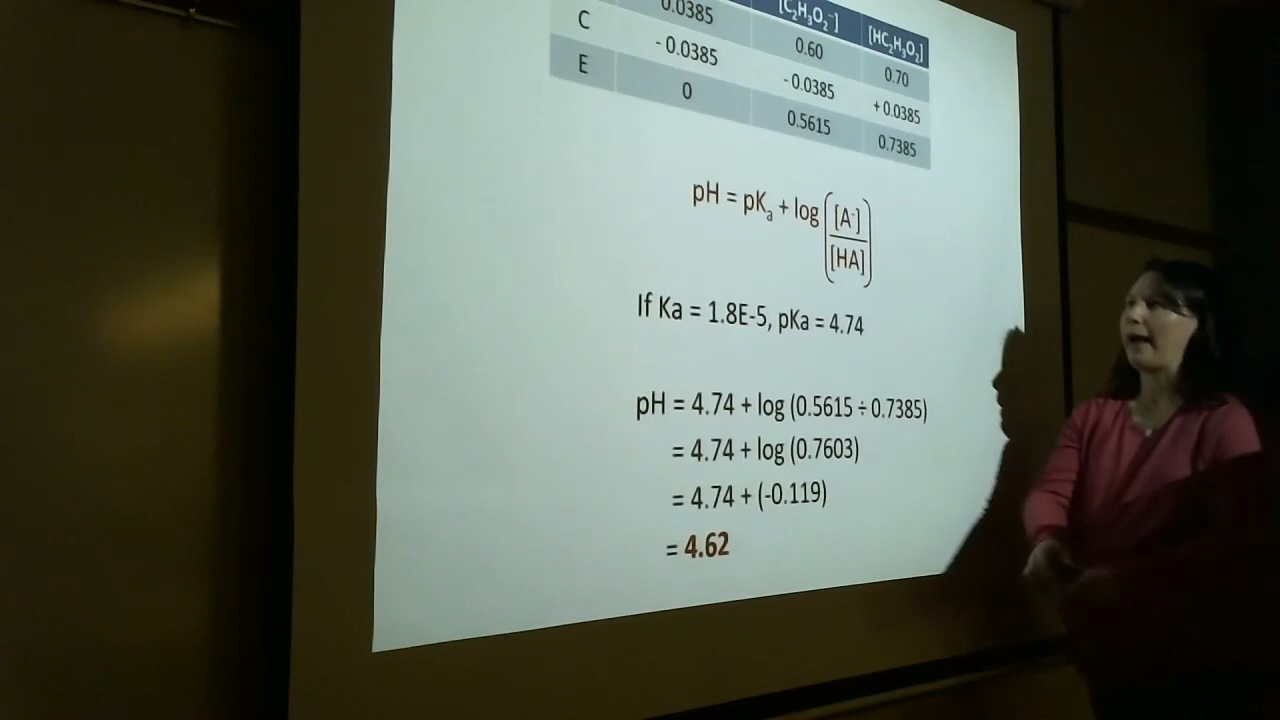 [C₂H₃O₂⁻] [HC₂H₃O₂]
0.0385 0.60 0.70
C - 0.0385 - 0.0385 + 0.0385
E 0 0.5615 0.7385
pH = pKₐ + log ([A⁻]
[HA])
If Ka = 1.8E-5, pKa = 4.74
pH = 4.74 + log (0.5615 ÷ 0.7385)
= 4.74 + log (0.7603)
= 4.74 + (-0.119)
= 4.62